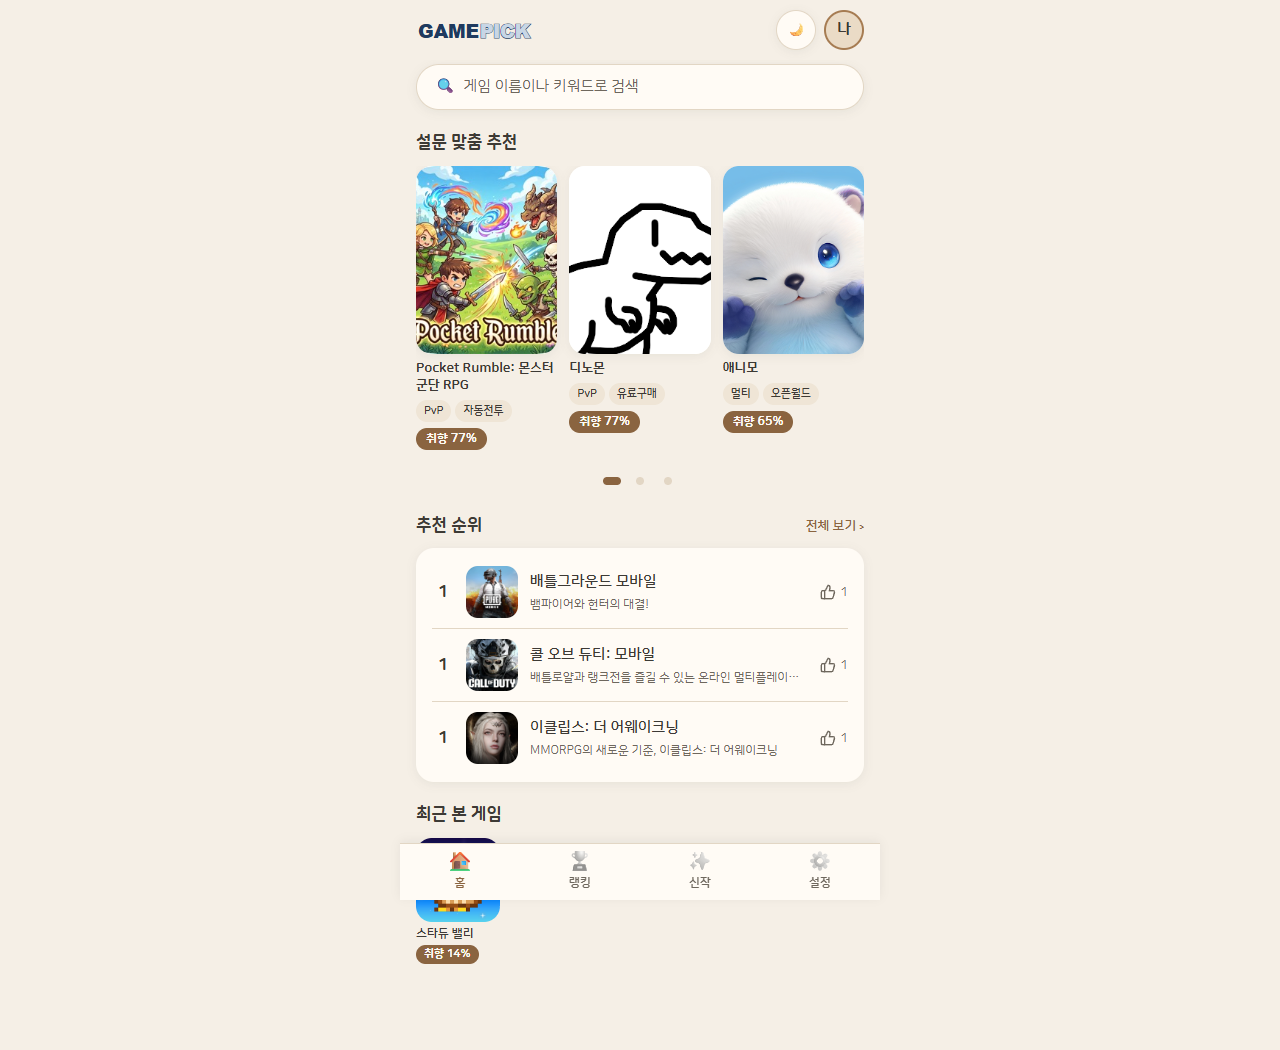 GAMEPICK
나
게임 이름이나 키워드로 검색
설문 맞춤 추천
Pocket Rumble
Pocket Rumble: 몬스터 군단 RPG
PvP 자동전투
취향 77%
디노몬
PvP 유료구매
취향 77%
애니모
멀티 오픈월드
취향 65%
추천 순위
전체 보기 >
1
PUBG
배틀그라운드 모바일
뱀파이어와 헌터의 대결!
1
1
CALL OF DUTY
콜 오브 듀티: 모바일
배틀로얄과 랭크전을 즐길 수 있는 온라인 멀티플레이…
1
1
이클립스: 더 어웨이크닝
MMORPG의 새로운 기준, 이클립스: 더 어웨이크닝
1
최근 본 게임
홈
랭킹
신작
설정
스타듀 밸리
취향 14%